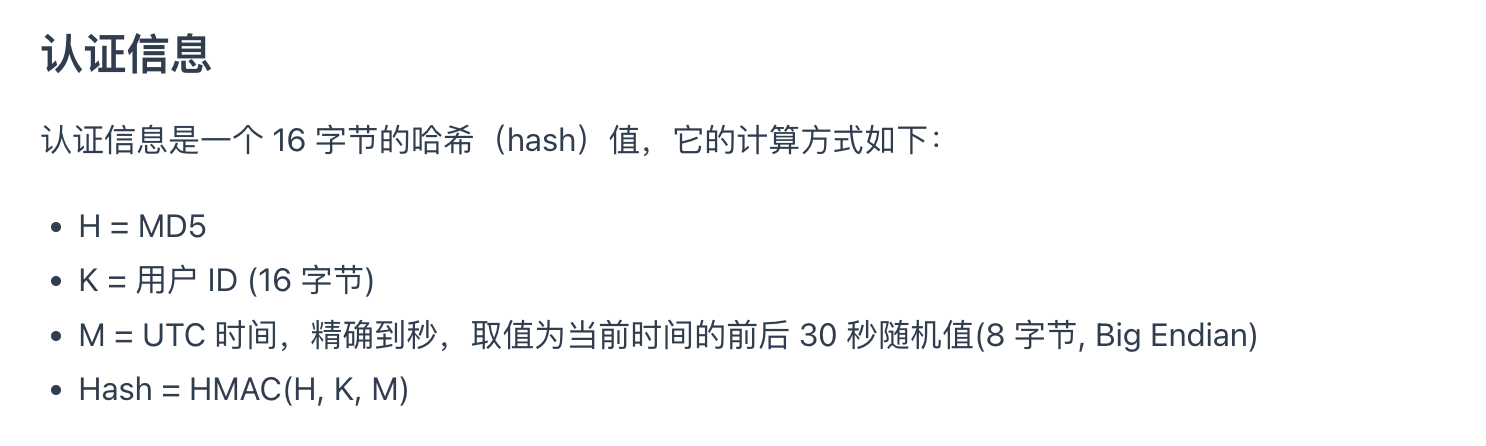 认证信息
认证信息是一个 16 字节的哈希（hash）值，它的计算方式如下：
• H = MD5
• K = 用户 ID (16 字节)
• M = UTC 时间，精确到秒，取值为当前时间的前后 30 秒随机值(8 字节, Big Endian)
• Hash = HMAC(H, K, M)